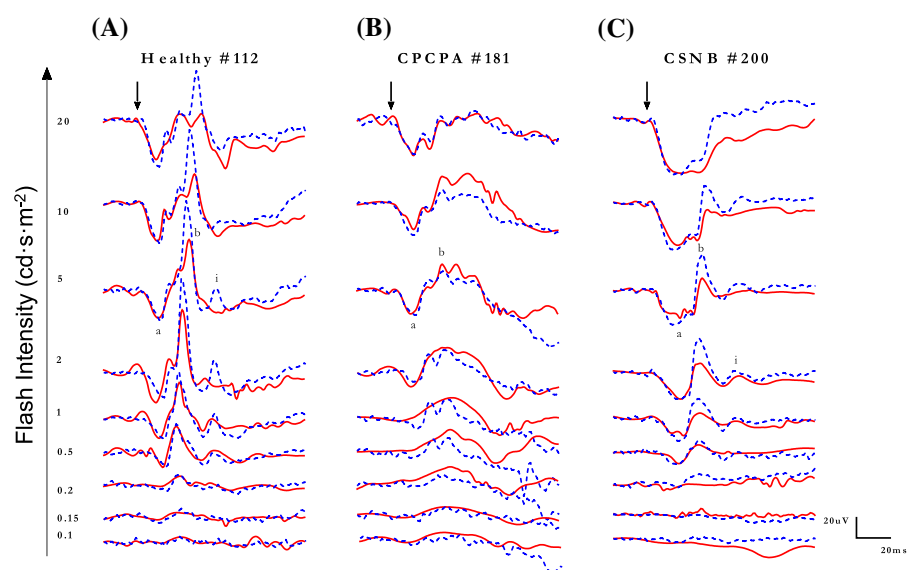 (A) (B) (C)
Healthy #112 CPCPA #181 CSNB #200
Flash Intensity (cd·s·m-2)
20
10
b
b
b
5
i
a
a
a
2
i
1
0.5
0.2
0.15
20uV
0.1
20ms